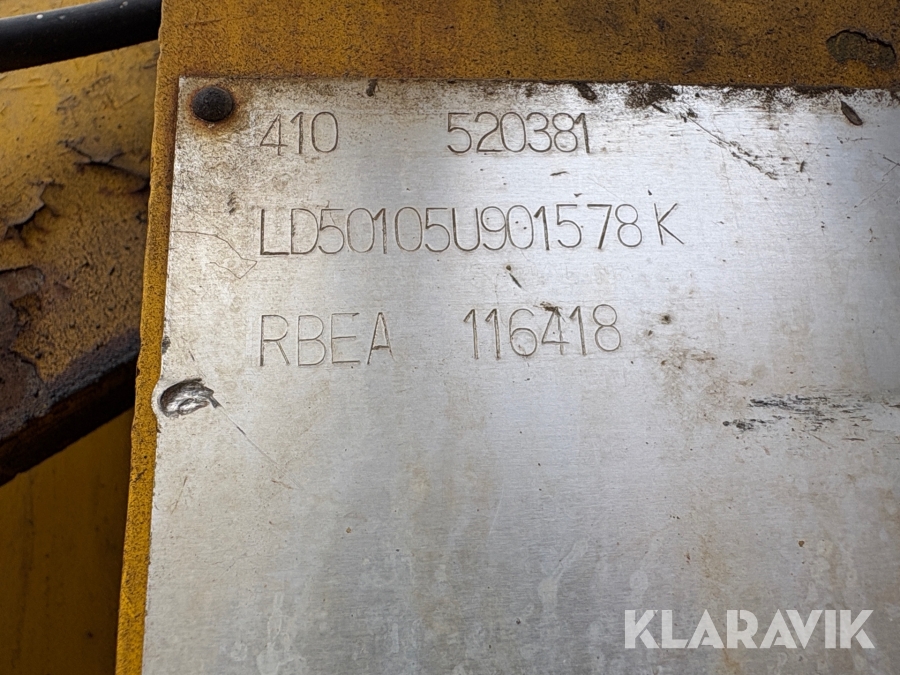 410 520381
LD50105U901578K
RBEA 116418
KLARAVIK